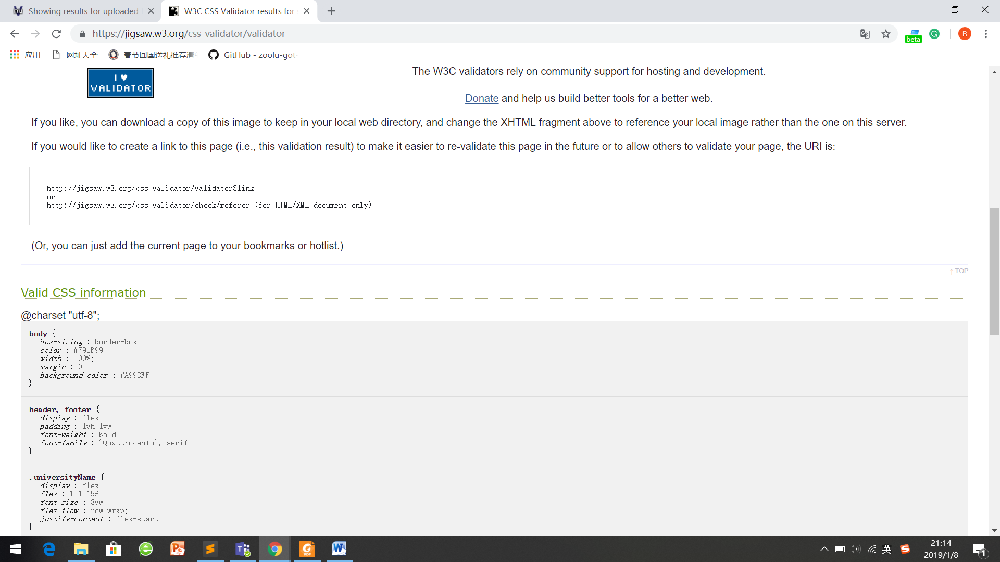 Showing results for uploaded
W3C CSS Validator results for
https://jigsaw.w3.org/css-validator/validator
beta
R
应用
网址大全
春节回国送礼推荐清单
GitHub - zoolu-got
I ♥
VALIDATOR
The W3C validators rely on community support for hosting and development.
Donate and help us build better tools for a better web.
If you like, you can download a copy of this image to keep in your local web directory, and change the XHTML fragment above to reference your local image rather than the one on this server.
If you would like to create a link to this page (i.e., this validation result) to make it easier to re-validate this page in the future or to allow others to validate your page, the URI is:
http://jigsaw.w3.org/css-validator/validator$link
or
http://jigsaw.w3.org/css-validator/check/referer (for HTML/XML document only)
(Or, you can just add the current page to your bookmarks or hotlist.)
↑ TOP
Valid CSS information
@charset "utf-8";
body {
box-sizing : border-box;
color : #791B99;
width : 100%;
margin : 0;
background-color : #A993FF;
}
header, footer {
display : flex;
padding : 1vh 1vw;
font-weight : bold;
font-family : 'Quattrocento', serif;
}
.universityName {
display : flex;
flex : 1 1 15%;
font-size : 3vw;
flex-flow : row wrap;
justify-content : flex-start;
}
英
21:14
2019/1/8
1